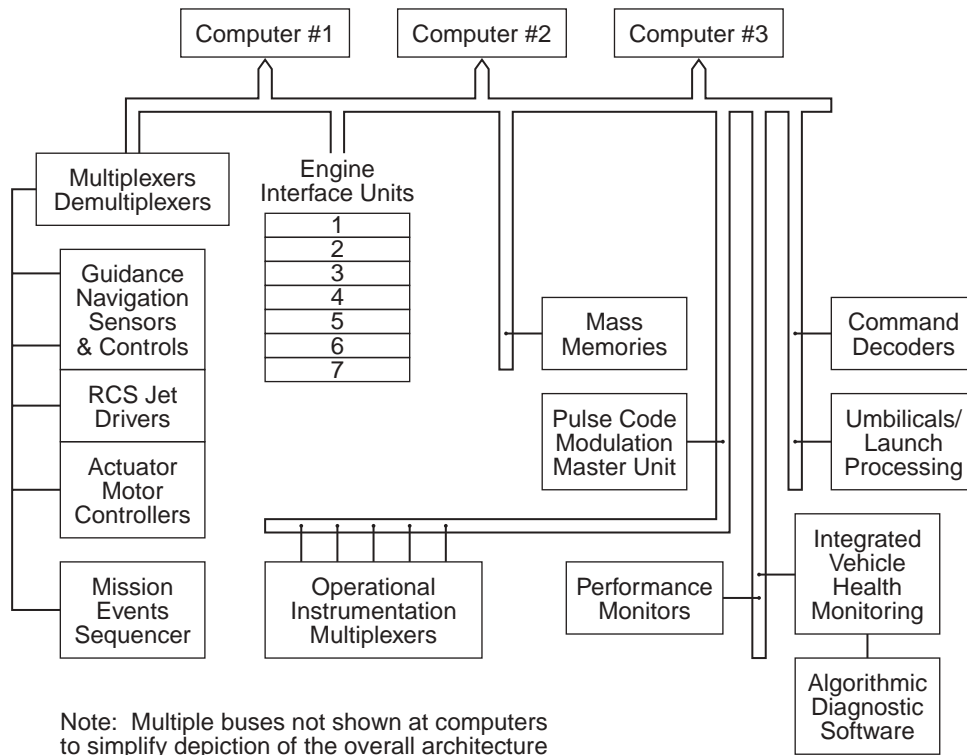 Computer #1
Computer #2
Computer #3
Multiplexers
Demultiplexers
Engine
Interface Units
1
2
3
4
5
6
7
Guidance
Navigation
Sensors
& Controls
RCS Jet
Drivers
Actuator
Motor
Controllers
Mission
Events
Sequencer
Mass
Memories
Command
Decoders
Pulse Code
Modulation
Master Unit
Umbilicals/
Launch
Processing
Operational
Instrumentation
Multiplexers
Performance
Monitors
Integrated
Vehicle
Health
Monitoring
Algorithmic
Diagnostic
Software
Note: Multiple buses not shown at computers
to simplify depiction of the overall architecture